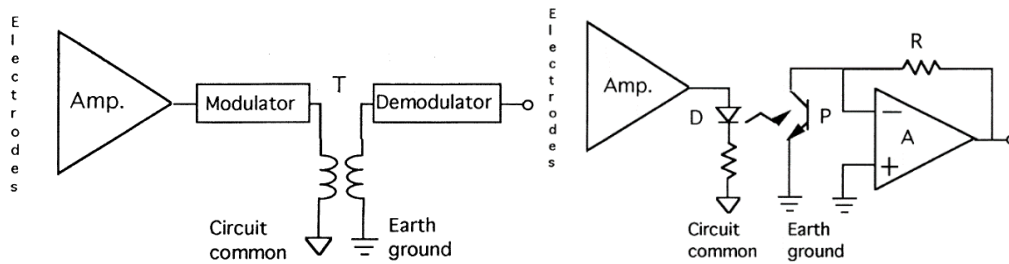 Electrodes
Amp.
Modulator
T
Demodulator
Circuit
common
Earth
ground
Electrodes
Amp.
D
P
R
A
−
+
Circuit
common
Earth
ground